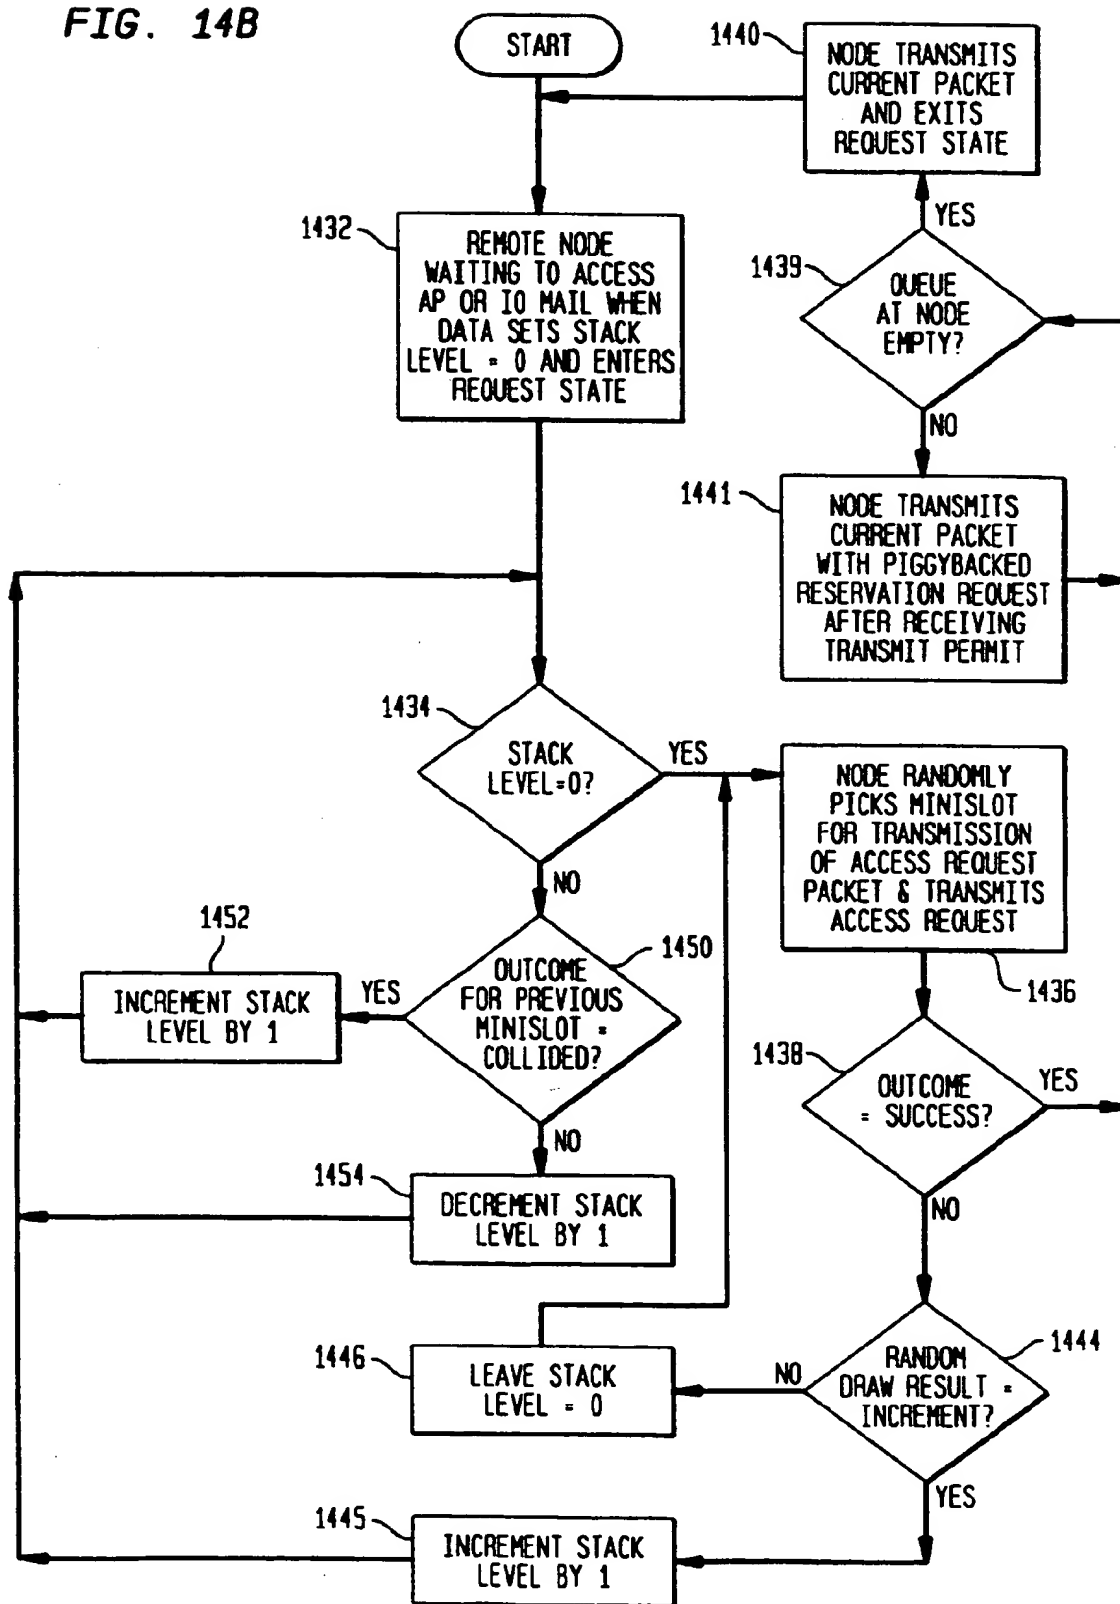 FIG. 14B
START
1440
NODE TRANSMITS
CURRENT PACKET
AND EXITS
REQUEST STATE
YES
1432
REMOTE NODE
WAITING TO ACCESS
AP OR IO MAIL WHEN
DATA SETS STACK
LEVEL = 0 AND ENTERS
REQUEST STATE
1439
QUEUE
AT NODE
EMPTY?
NO
1441
NODE TRANSMITS
CURRENT PACKET
WITH PIGGYBACKED
RESERVATION REQUEST
AFTER RECEIVING
TRANSMIT PERMIT
1434
STACK
LEVEL=0?
YES
NO
NODE RANDOMLY
PICKS MINISLOT
FOR TRANSMISSION
OF ACCESS REQUEST
PACKET & TRANSMITS
ACCESS REQUEST
1436
1452
INCREMENT STACK
LEVEL BY 1
YES
1450
OUTCOME
FOR PREVIOUS
MINISLOT =
COLLIDED?
NO
1438
OUTCOME
= SUCCESS?
YES
NO
1454
DECREMENT STACK
LEVEL BY 1
1446
LEAVE STACK
LEVEL = 0
NO
1444
RANDOM
DRAW RESULT =
INCREMENT?
YES
1445
INCREMENT STACK
LEVEL BY 1